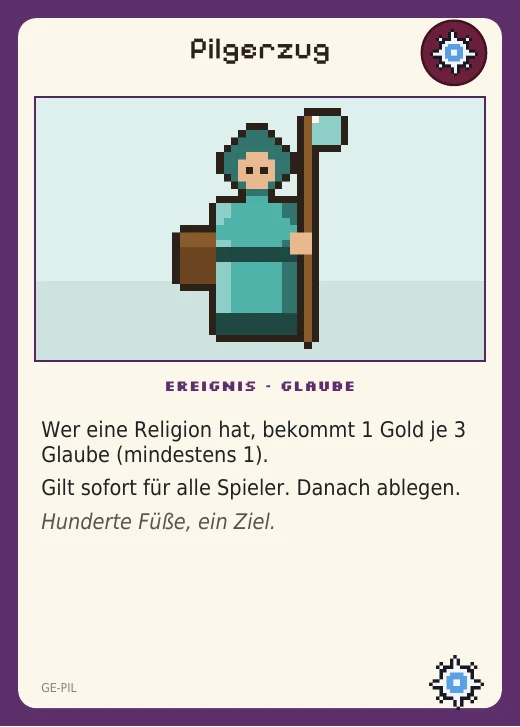 Pilgerzug
EREIGNIS - GLAUBE
Wer eine Religion hat, bekommt 1 Gold je 3
Glaube (mindestens 1).
Gilt sofort für alle Spieler. Danach ablegen.
Hunderte Füße, ein Ziel.
GE-PIL